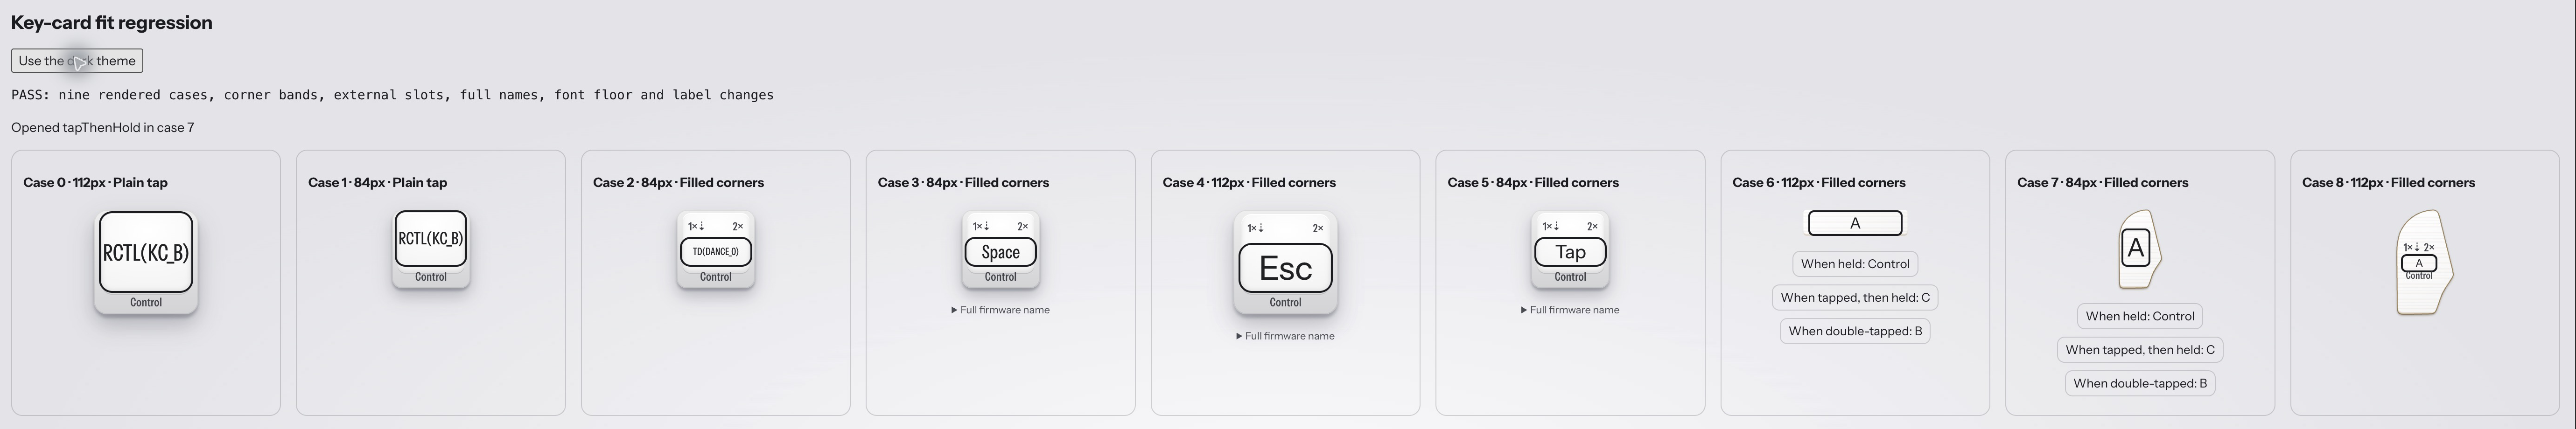 Key-card fit regression
Use the dark theme
PASS: nine rendered cases, corner bands, external slots, full names, font floor and label changes
Opened tapThenHold in case 7
Case 0 · 112px · Plain tap
RCTL(KC_B)
Control
Case 1 · 84px · Plain tap
RCTL(KC_B)
Control
Case 2 · 84px · Filled corners
1×⇣ 2×
TD(DANCE_0)
Control
Case 3 · 84px · Filled corners
1×⇣ 2×
Space
Control
▶ Full firmware name
Case 4 · 112px · Filled corners
1×⇣ 2×
Esc
Control
▶ Full firmware name
Case 5 · 84px · Filled corners
1×⇣ 2×
Tap
Control
▶ Full firmware name
Case 6 · 112px · Filled corners
A
When held: Control
When tapped, then held: C
When double-tapped: B
Case 7 · 84px · Filled corners
A
When held: Control
When tapped, then held: C
When double-tapped: B
Case 8 · 112px · Filled corners
1×⇣ 2×
A
Control